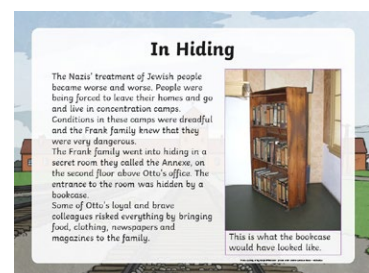 In Hiding
The Nazis' treatment of Jewish people
became worse and worse. People were
being forced to leave their homes and go
and live in concentration camps.
Conditions in these camps were dreadful
and the Frank family knew that they
were very dangerous.
The Frank family went into hiding in a
secret room they called the Annexe, on
the second floor above Otto's office. The
entrance to the room was hidden by a
bookcase.
Some of Otto's loyal and brave
colleagues risked everything by bringing
food, clothing, newspapers and
magazines to the family.
This is what the bookcase
would have looked like.